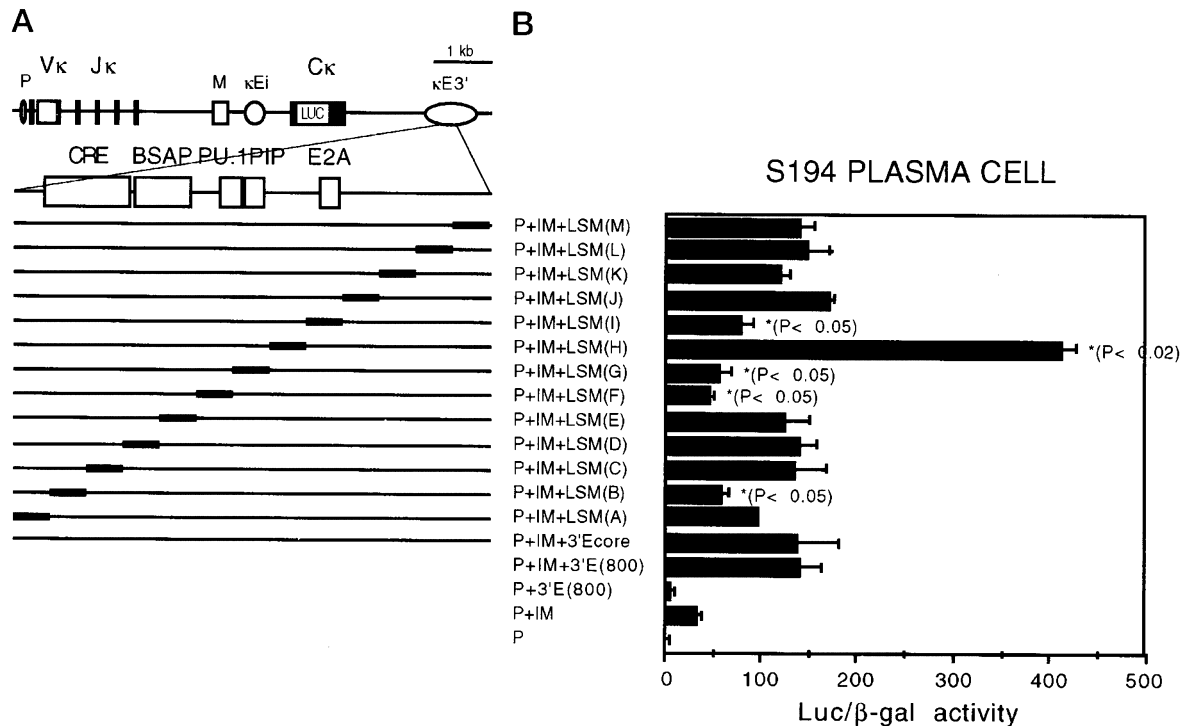 A
B
1 kb
Vκ
Jκ
Cκ
P
M
κEi
κE3'
LUC
CRE
BSAP
PU.1
PIP
E2A
S194 PLASMA CELL
P+IM+LSM(M)
P+IM+LSM(L)
P+IM+LSM(K)
P+IM+LSM(J)
P+IM+LSM(I)
*(P< 0.05)
P+IM+LSM(H)
*(P< 0.02)
P+IM+LSM(G)
*(P< 0.05)
P+IM+LSM(F)
*(P< 0.05)
P+IM+LSM(E)
P+IM+LSM(D)
P+IM+LSM(C)
P+IM+LSM(B)
*(P< 0.05)
P+IM+LSM(A)
P+IM+3'Ecore
P+IM+3'E(800)
P+3'E(800)
P+IM
P
0 100 200 300 400 500
Luc/β-gal activity